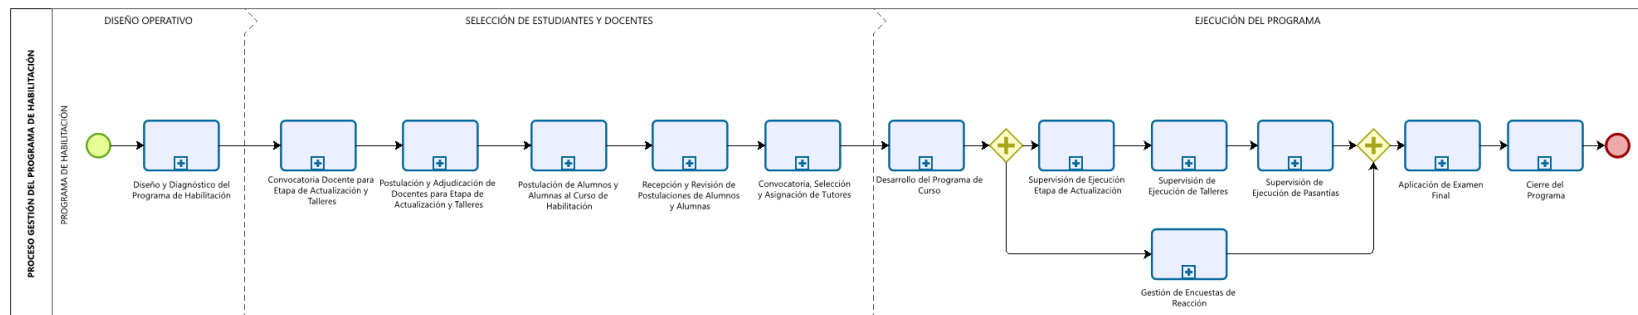 PROCESO GESTIÓN DEL PROGRAMA DE HABILITACIÓN
PROGRAMA DE HABILITACIÓN
DISEÑO OPERATIVO
SELECCIÓN DE ESTUDIANTES Y DOCENTES
EJECUCIÓN DEL PROGRAMA
Diseño y Diagnóstico del
Programa de Habilitación
Convocatoria Docente para
Etapa de Actualización y
Talleres
Postulación y Adjudicación de
Docentes para Etapa de
Actualización y Talleres
Postulación de Alumnos y
Alumnas al Curso de
Habilitación
Recepción y Revisión de
Postulaciones de Alumnos
y Alumnas
Convocatoria, Selección
y Asignación de Tutores
Desarrollo del Programa de
Curso
Supervisión de Ejecución
Etapa de Actualización
Supervisión de
Ejecución de Talleres
Supervisión de
Ejecución de Pasantías
Aplicación de Examen
Final
Cierre del
Programa
Gestión de Encuestas de
Reacción